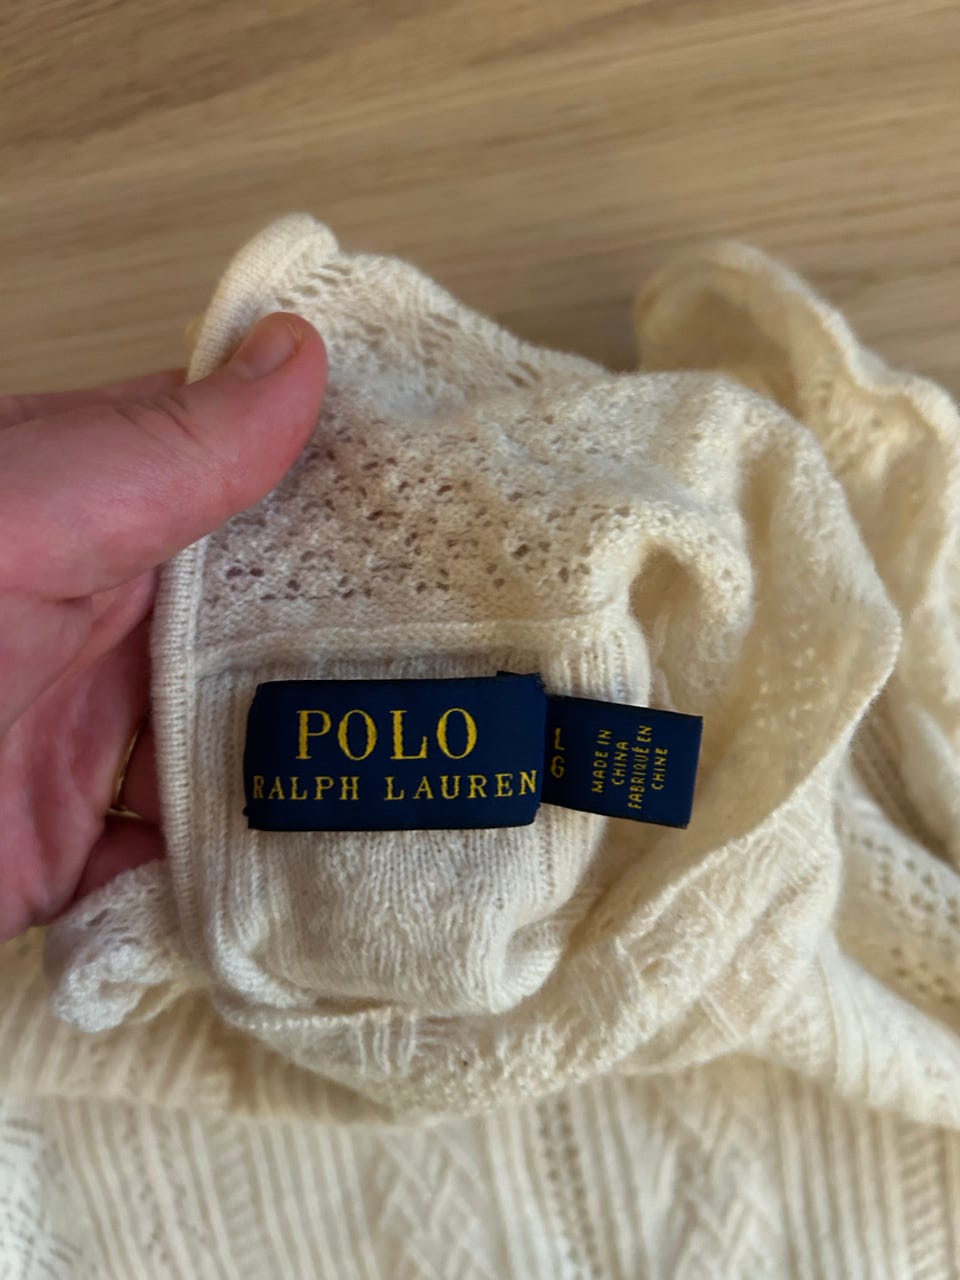 POLO
RALPH LAUREN
L
G
MADE IN
CHINA
FABRIQUÉ EN
CHINE